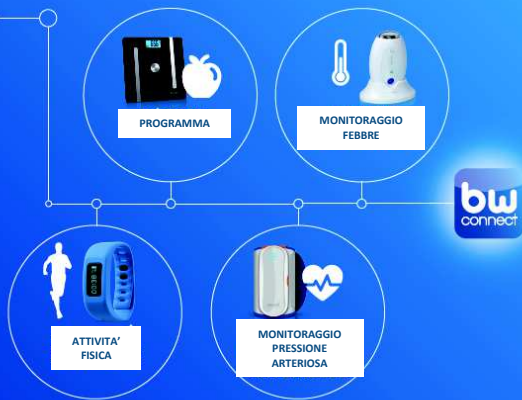 PROGRAMMA
MONITORAGGIO
FEBBRE
bw
connect
ATTIVITA’
FISICA
MONITORAGGIO
PRESSIONE
ARTERIOSA